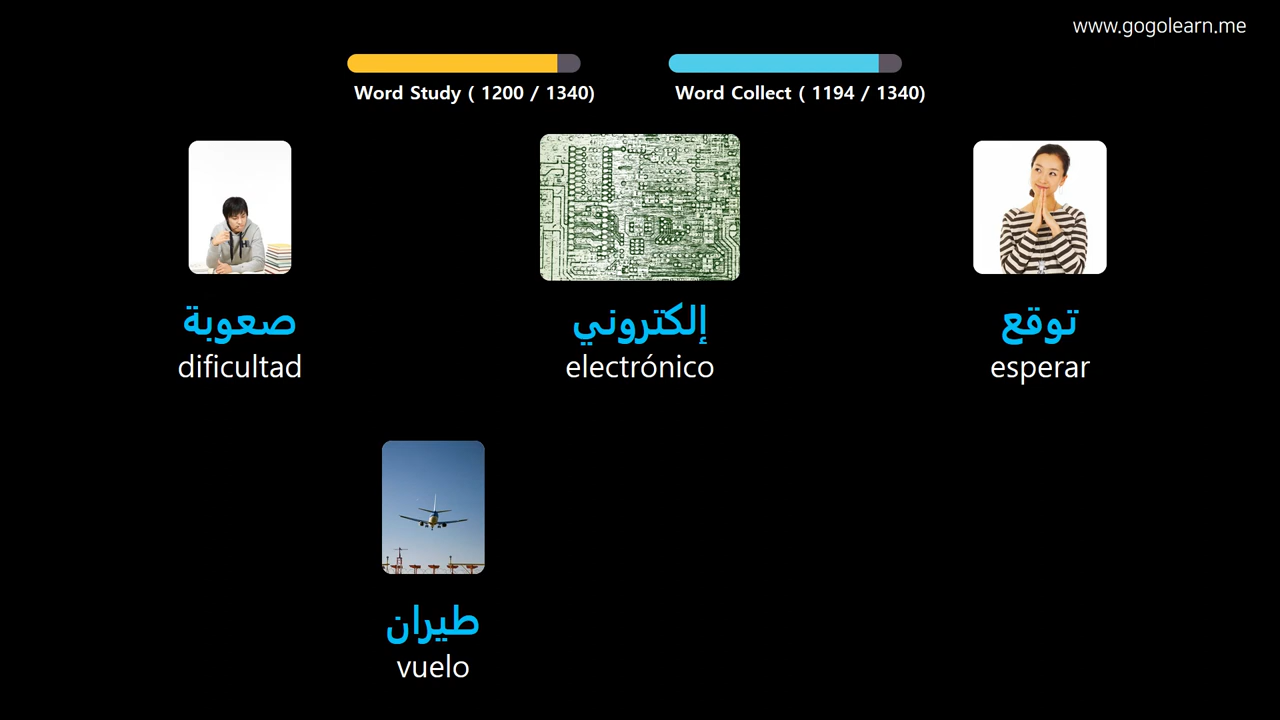 www.gogolearn.me
Word Study ( 1200 / 1340)
Word Collect ( 1194 / 1340)
صعوبة
dificultad
إلكتروني
electrónico
توقع
esperar
طيران
vuelo